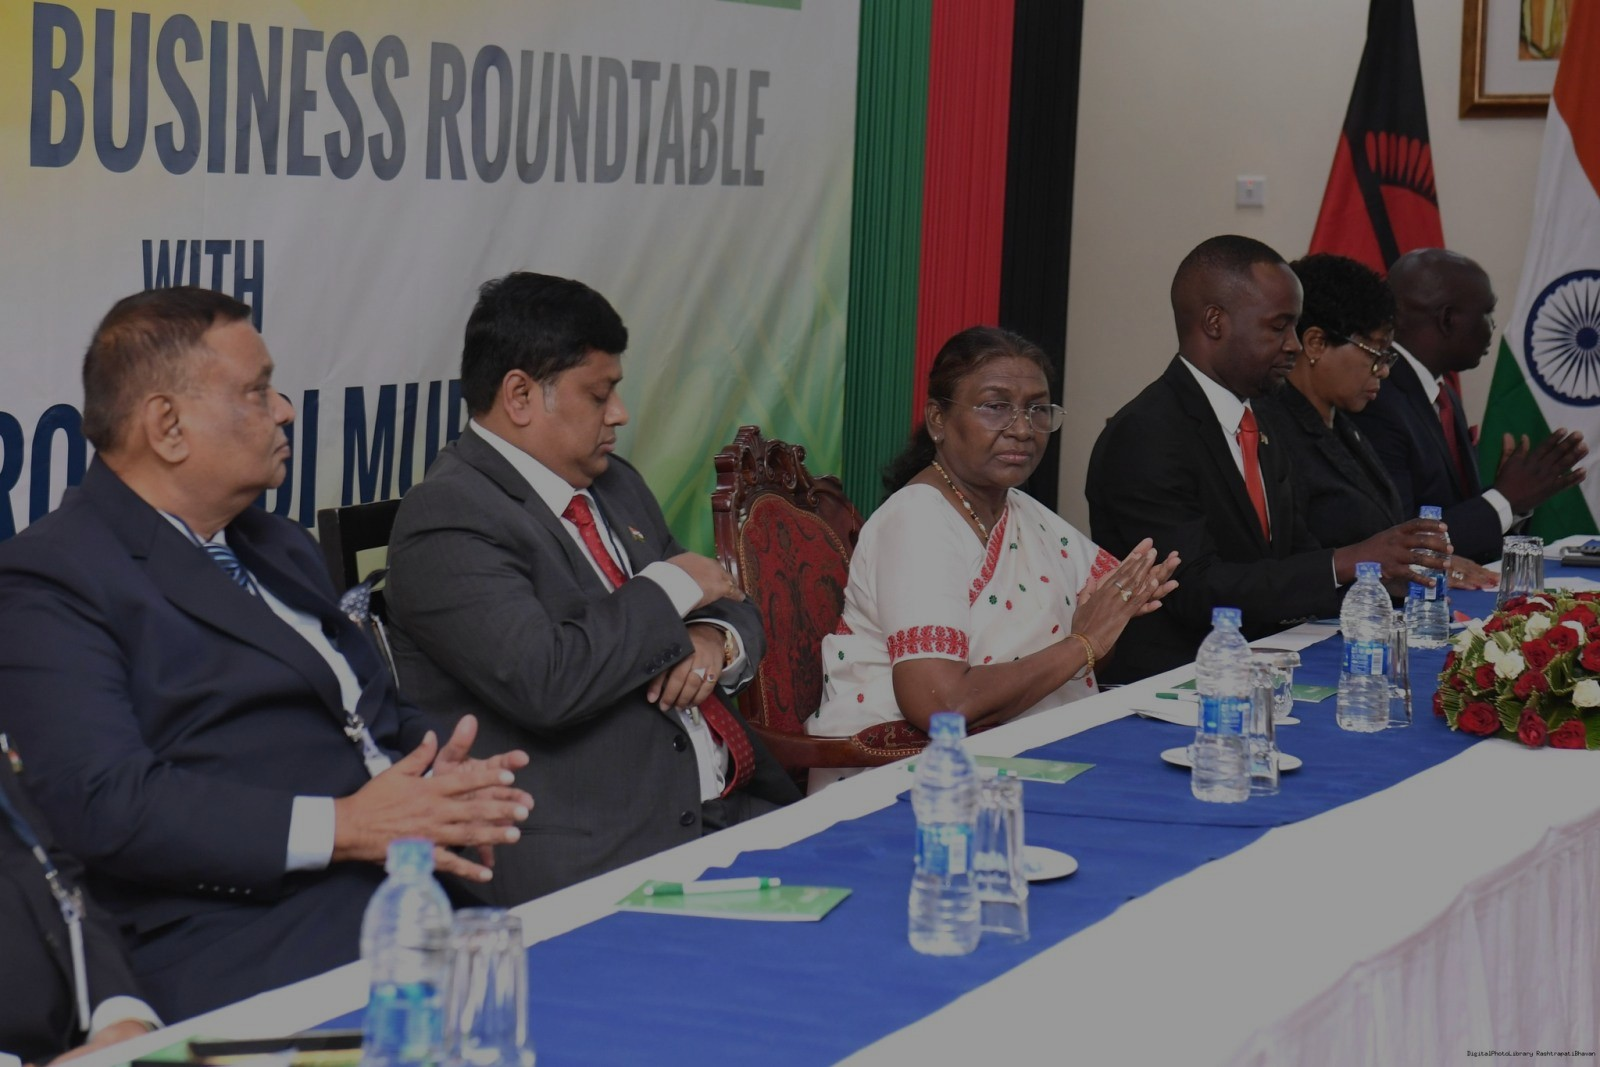 BUSINESS ROUNDTABLE
WITH
DigitalPhotoLibrary RashtrapatiBhavan